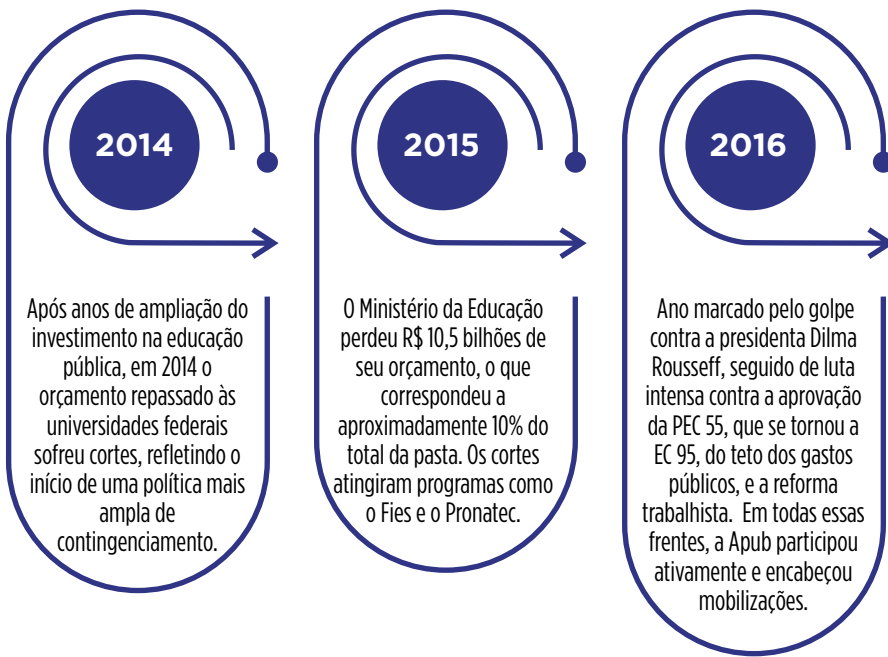 2014
Após anos de ampliação do
investimento na educação
pública, em 2014 o
orçamento repassado às
universidades federais
sofreu cortes, refletindo o
início de uma política mais
ampla de
contingenciamento.
2015
O Ministério da Educação
perdeu R$ 10,5 bilhões de
seu orçamento, o que
correspondeu a
aproximadamente 10% do
total da pasta. Os cortes
atingiram programas como
o Fies e o Pronatec.
2016
Ano marcado pelo golpe
contra a presidenta Dilma
Rousseff, seguido de luta
intensa contra a aprovação
da PEC 55, que se tornou a
EC 95, do teto dos gastos
públicos, e a reforma
trabalhista. Em todas essas
frentes, a Apub participou
ativamente e encabeçou
mobilizações.